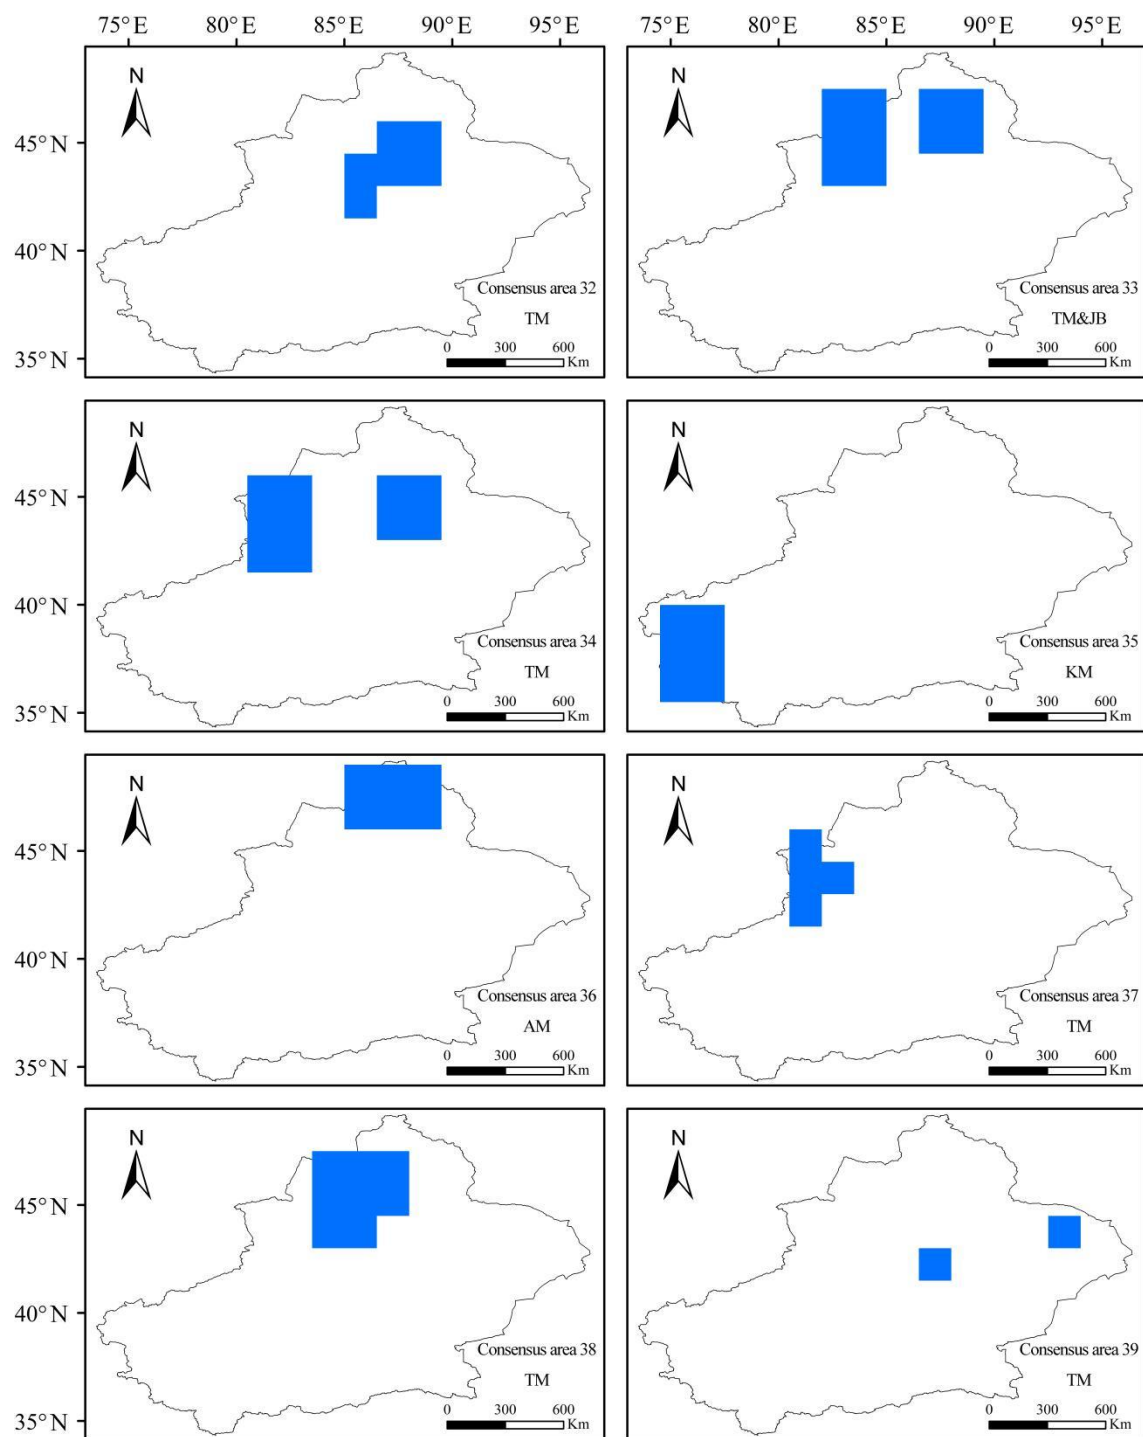 75°E 80°E 85°E 90°E 95°E 75°E 80°E 85°E 90°E 95°E
N
45°N
40°N
35°N
Consensus area 32
TM
0 300 600
Km
N
Consensus area 33
TM&JB
0 300 600
Km
N
45°N
40°N
35°N
Consensus area 34
TM
0 300 600
Km
N
Consensus area 35
KM
0 300 600
Km
N
45°N
40°N
35°N
Consensus area 36
AM
0 300 600
Km
N
Consensus area 37
TM
0 300 600
Km
N
45°N
40°N
35°N
Consensus area 38
TM
0 300 600
Km
N
Consensus area 39
TM
0 300 600
Km